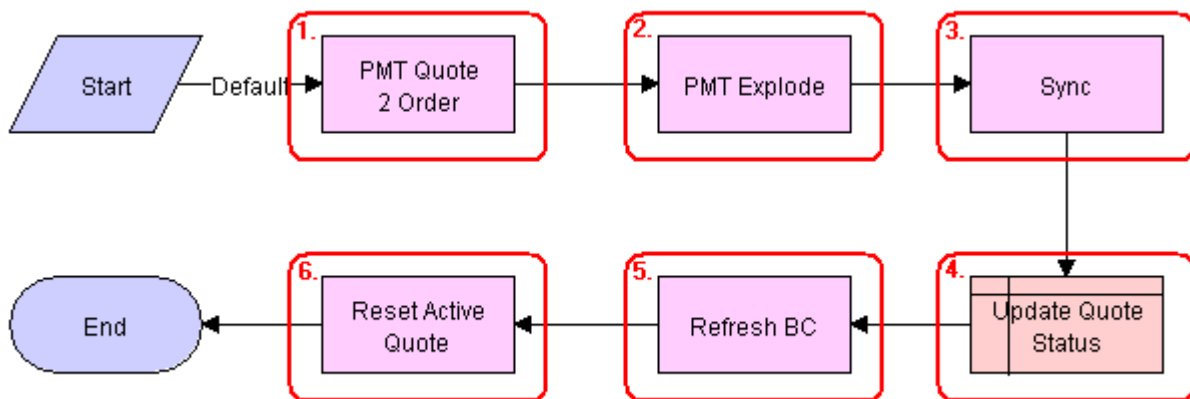 Start
Default
1.
PMT Quote
2 Order
2.
PMT Explode
3.
Sync
4.
Update Quote
Status
5.
Refresh BC
6.
Reset Active
Quote
End